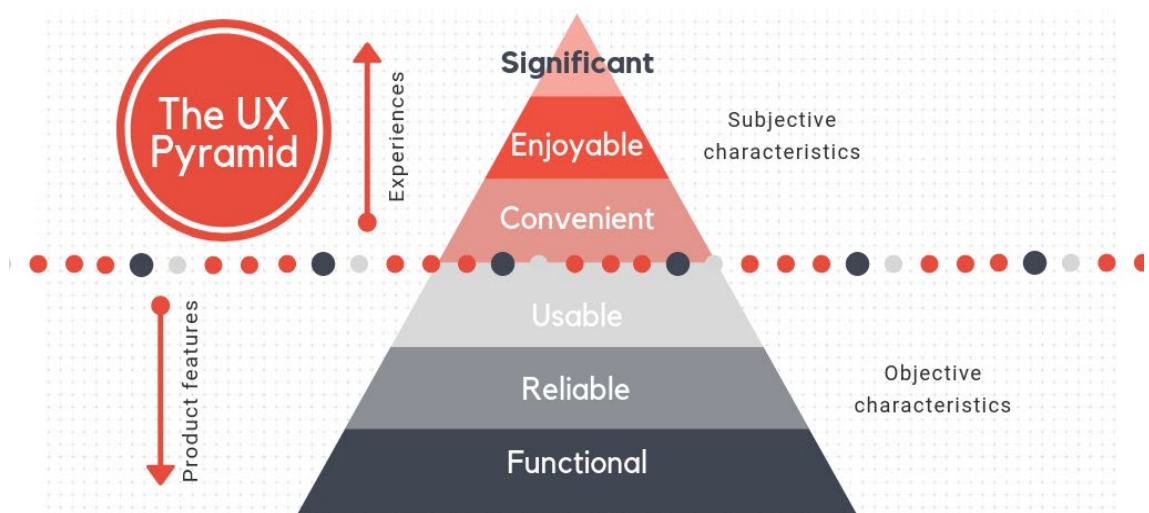 The UX
Pyramid
Experiences
Significant
Enjoyable
Convenient
Subjective
characteristics
Product features
Usable
Reliable
Functional
Objective
characteristics